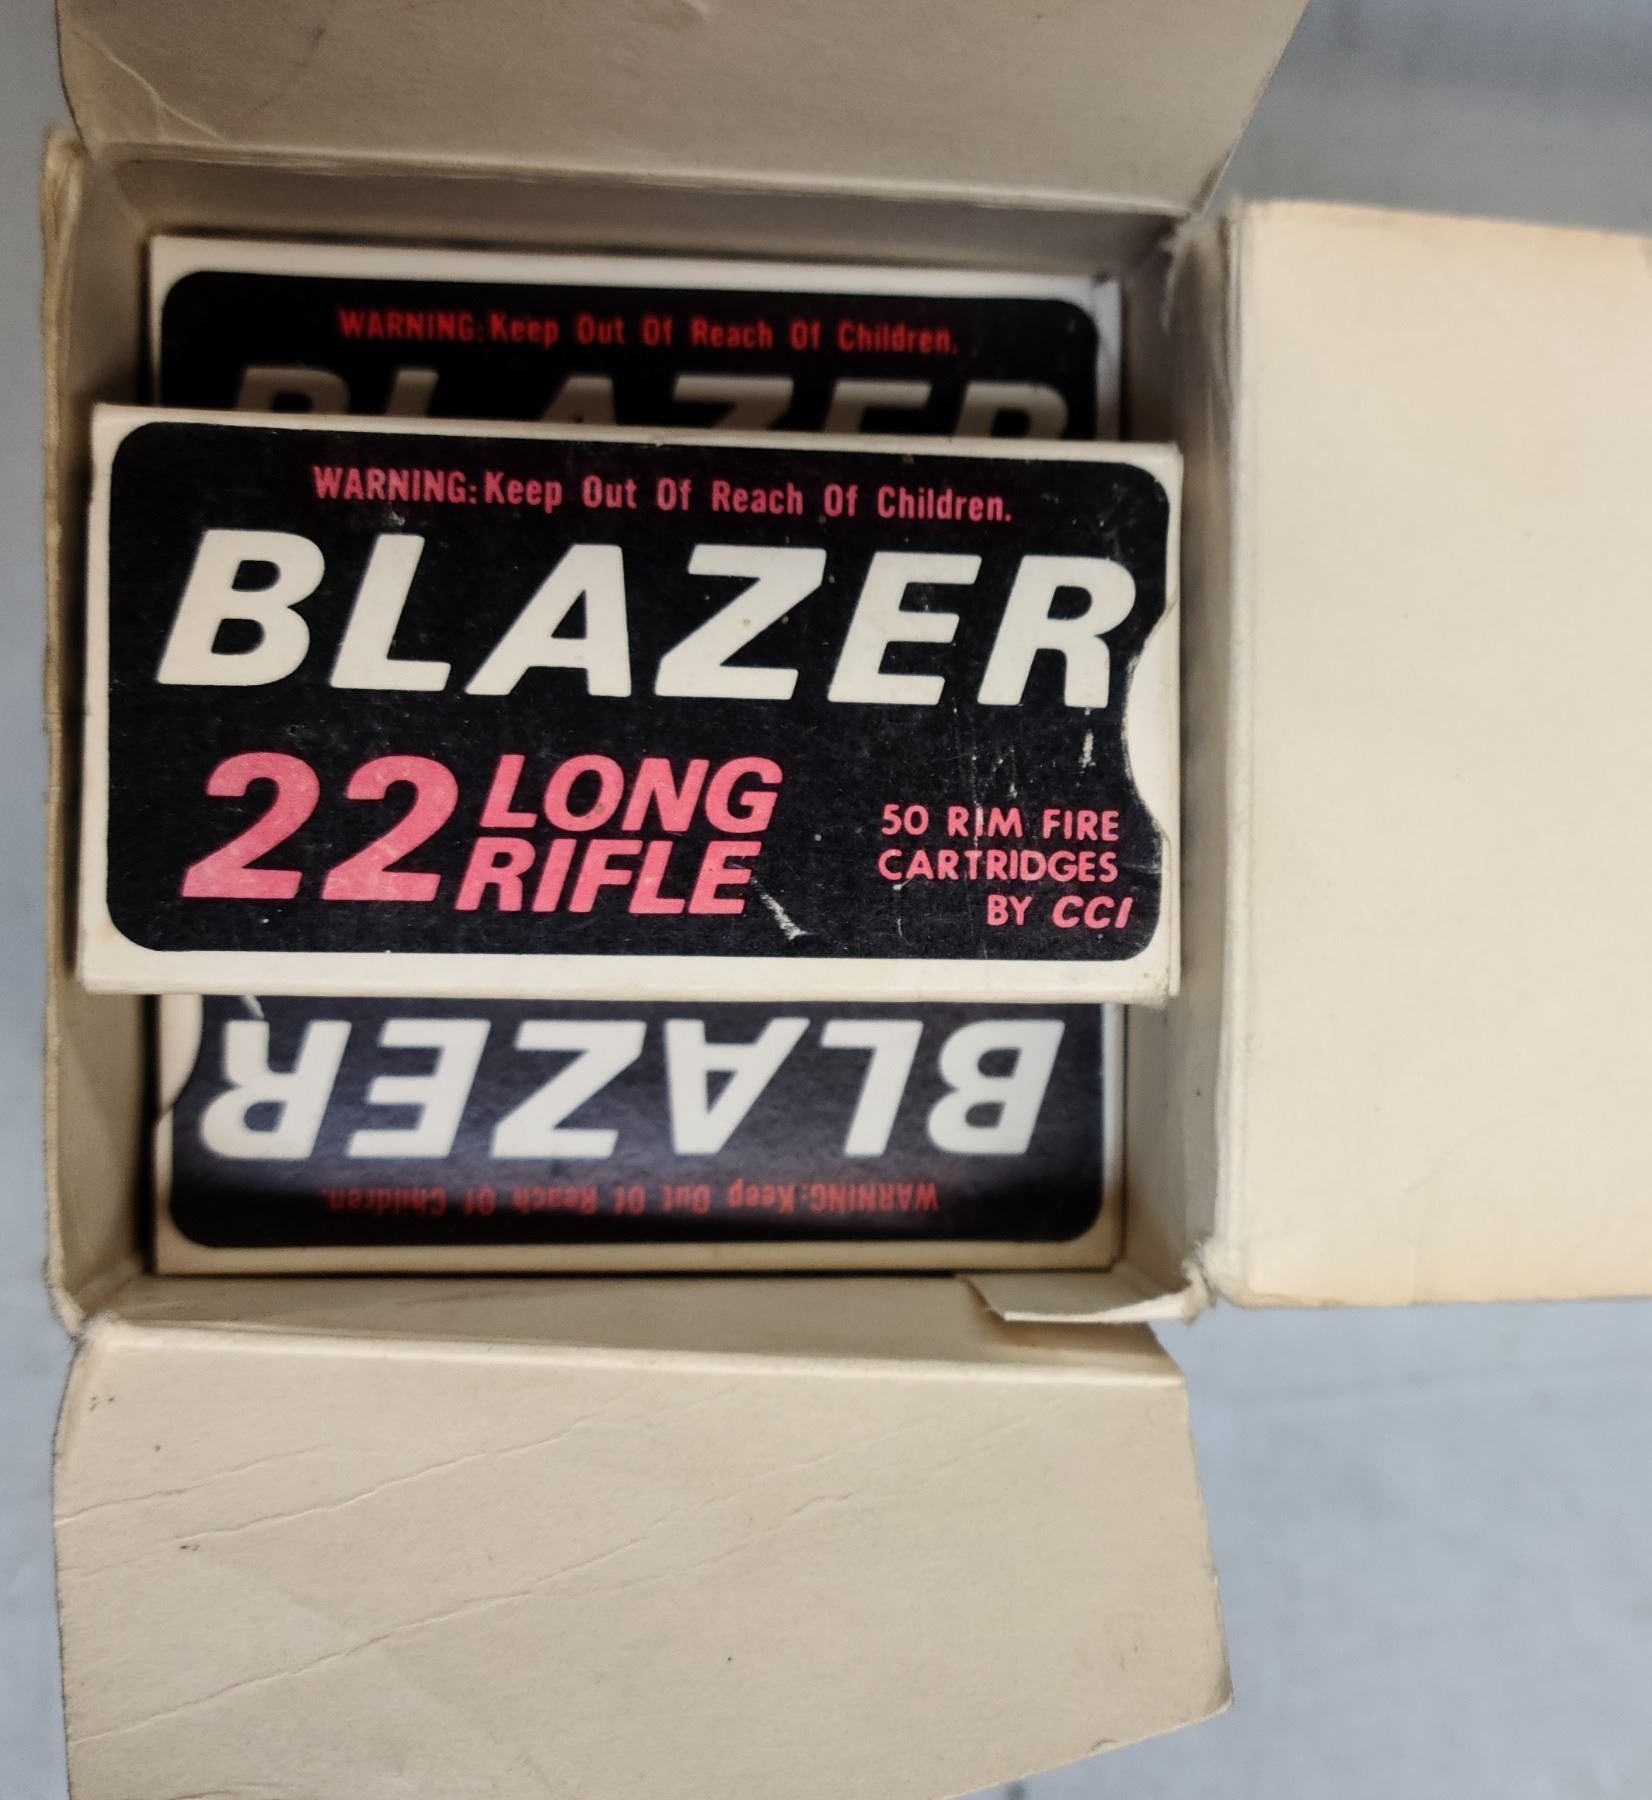 WARNING: Keep Out Of Reach Of Children.
BLAZER
WARNING: Keep Out Of Reach Of Children.
BLAZER
22 LONG RIFLE
50 RIM FIRE
CARTRIDGES
BY CCI
BLAZER
WARNING: Keep Out Of Reach Of Children.